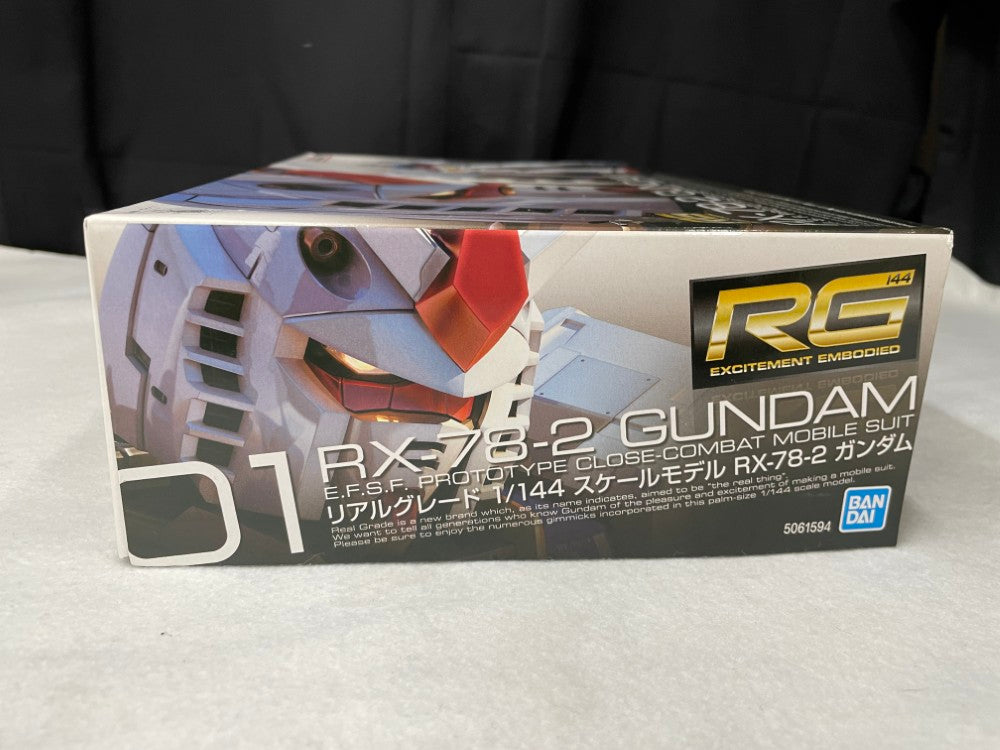 144
RG
EXCITEMENT EMBODIED
01
RX-78-2 GUNDAM
E.F.S.F. PROTOTYPE CLOSE-COMBAT MOBILE SUIT
リアルグレード 1/144 スケールモデル RX-78-2 ガンダム
Real Grade is a new brand which, as its name indicates, aimed to be "the real thing".
We want to tell all generations who know Gundam of the pleasure and excitement of making a mobile suit.
Please be sure to enjoy the numerous gimmicks incorporated in this palm-size 1/144 scale model.
5061594
BAN
DAI